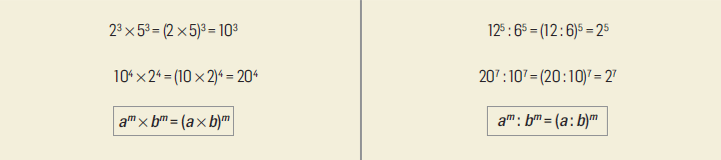 2³ × 5³ = (2 × 5)³ = 10³
10⁴ × 2⁴ = (10 × 2)⁴ = 20⁴
aᵐ × bᵐ = (a × b)ᵐ
12⁵ : 6⁵ = (12 : 6)⁵ = 2⁵
20⁷ : 10⁷ = (20 : 10)⁷ = 2⁷
aᵐ : bᵐ = (a : b)ᵐ